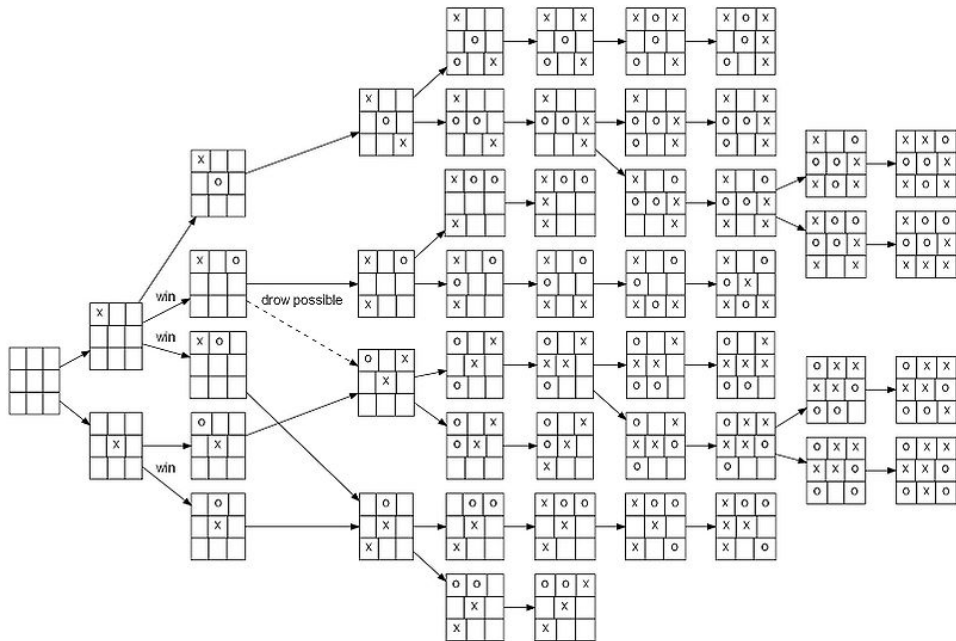 X X X O X X O X
O O O O X
O X O X O X O X
X X X X X X
O O O O O X O O X O O X
X X X O X O X
X O X X O
O O X O O X
X O X X O X
X
O
X O O X O O X O X O
O O X O O X
X X X X X
X O O X O O
O O X O O X
X X X X X
X O X O X O X O X O X O
O O O O X
X X X X X O X X O X
win
drow possible
X
win
X O
O X O X O X O X O X
X X X X X X X X
O O O O O O
O X X O X X
X X O X X O
O O O O X
O O X O X O X O X X
X X O X O X X X O X X O
X O O
O X X O X X
X X O X X O
O O O X O
win
O O X O O X O O X O O X O O
X X X X X X X
X X X X O X O
O O O O X
X X
X X